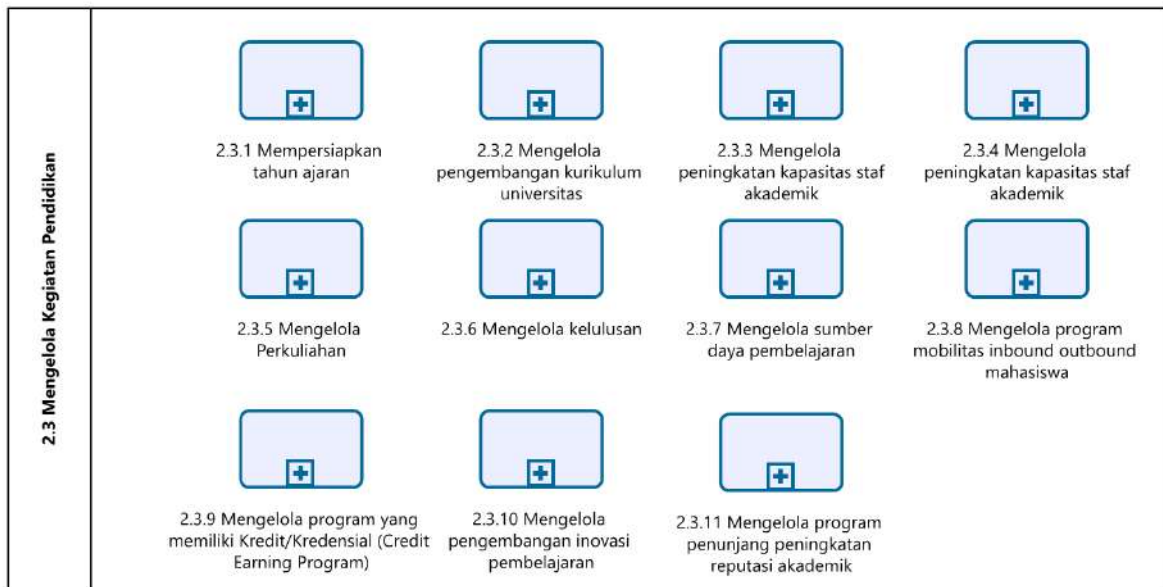 2.3 Mengelola Kegiatan Pendidikan
2.3.1 Mempersiapkan
tahun ajaran
2.3.2 Mengelola
pengembangan kurikulum
universitas
2.3.3 Mengelola
peningkatan kapasitas staf
akademik
2.3.4 Mengelola
peningkatan kapasitas staf
akademik
2.3.5 Mengelola
Perkuliahan
2.3.6 Mengelola kelulusan
2.3.7 Mengelola sumber
daya pembelajaran
2.3.8 Mengelola program
mobilitas inbound outbound
mahasiswa
2.3.9 Mengelola program yang
memiliki Kredit/Kredensial (Credit
Earning Program)
2.3.10 Mengelola
pengembangan inovasi
pembelajaran
2.3.11 Mengelola program
penunjang peningkatan
reputasi akademik